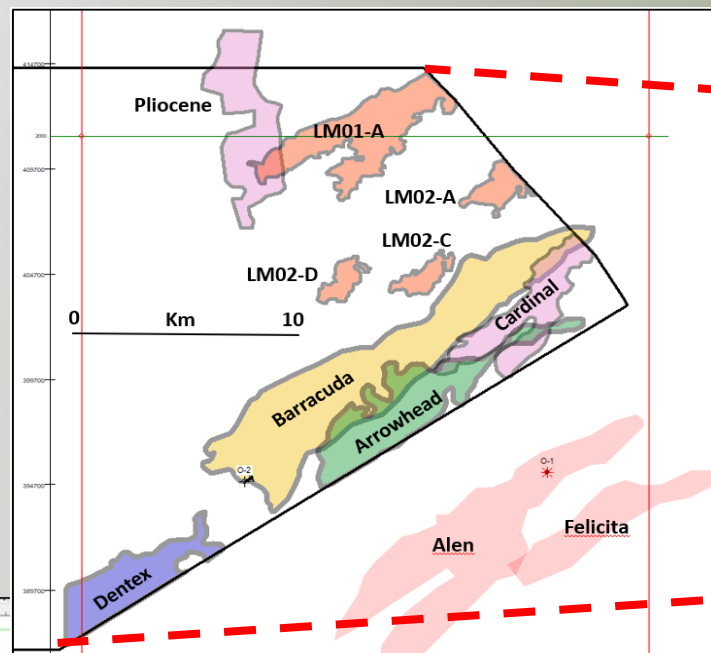 414700
Pliocene
LM01-A
2000
409700
LM02-A
LM02-C
LM02-D
404700
Cardinal
0 Km 10
399700
Barracuda
Arrowhead
O-1
O-2
394700
Felicita
Alen
Dentex
389700